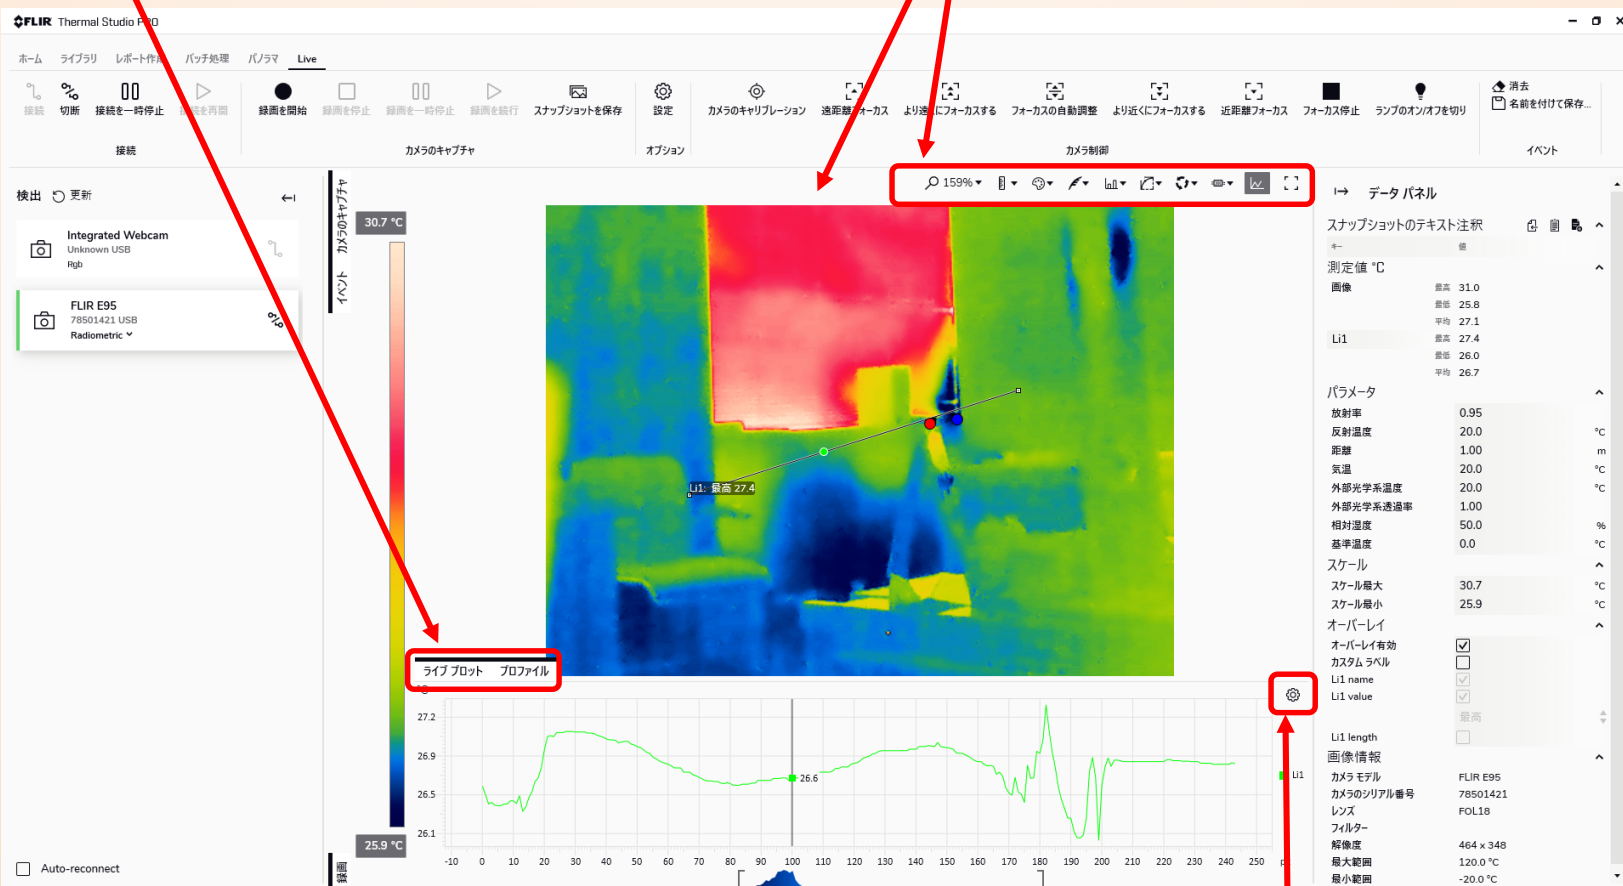 FLIR Thermal Studio PRO
ホーム ライブラリ レポート作成 バッチ処理 パノラマ Live
接続 切断 接続を一時停止 接続を再開 録画を開始 録画を停止 録画を一時停止 録画を続行 スナップショットを保存 設定 カメラのキャリブレーション 遠距離フォーカス より遠くにフォーカスする フォーカスの自動調整 より近くにフォーカスする 近距離フォーカス フォーカス停止 ランプのオン/オフを切り
消去
名前を付けて保存...
接続 カメラのキャプチャ オプション カメラ制御 イベント
検出 更新
Integrated Webcam
Unknown USB
Rgb
FLIR E95
78501421 USB
Radiometric
Auto-reconnect
カメラのキャプチャ
イベント
録画
30.7 °C
25.9 °C
159%
Li1: 最高 27.4
ライブ プロット プロファイル
27.2
26.9
26.5
26.1
26.6
Li1
-10 0 10 20 30 40 50 60 70 80 90 100 110 120 130 140 150 160 170 180 190 200 210 220 230 240 250
データ パネル
スナップショットのテキスト注釈
キー 値
測定値 °C
画像 最高 31.0
最低 25.8
平均 27.1
Li1 最高 27.4
最低 26.0
平均 26.7
パラメータ
放射率 0.95
反射温度 20.0 °C
距離 1.00 m
気温 20.0 °C
外部光学系温度 20.0 °C
外部光学系透過率 1.00
相対湿度 50.0 %
基準温度 0.0 °C
スケール
スケール最大 30.7 °C
スケール最小 25.9 °C
オーバーレイ
オーバーレイ有効
カスタム ラベル
Li1 name
Li1 value
最高
Li1 length
画像情報
カメラ モデル FLIR E95
カメラのシリアル番号 78501421
レンズ FOL18
フィルター
解像度 464 x 348
最大範囲 120.0 °C
最小範囲 -20.0 °C